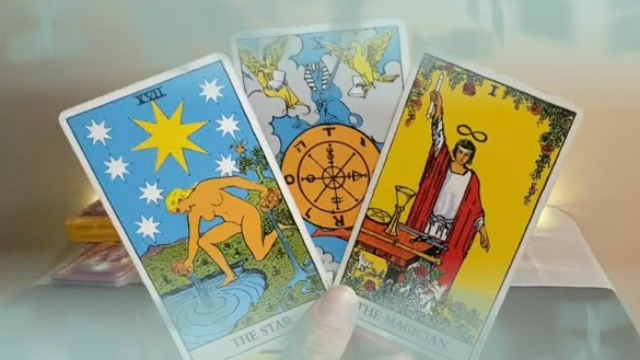 XVII
THE STAR.
X
T
A
R
O
I
THE MAGICIAN.